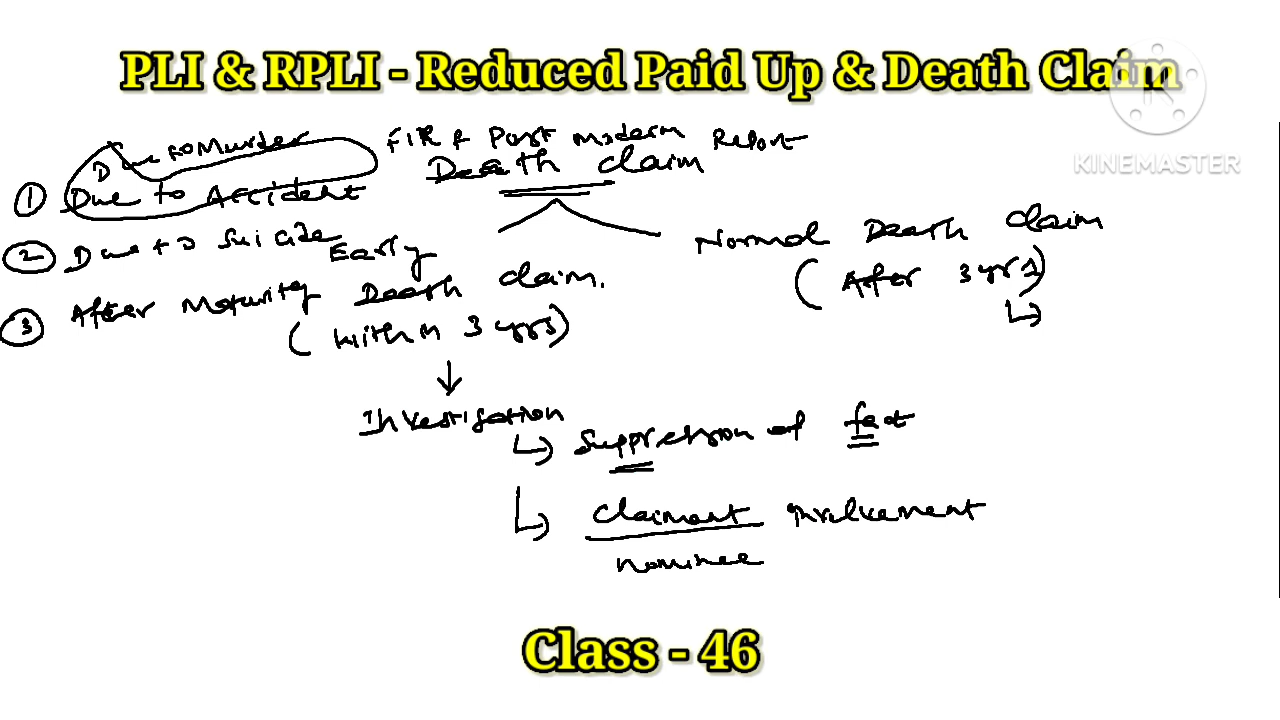 PLI & RPLI - Reduced Paid Up & Death Claim
KINEMASTER
Due to Murder FIR & Post moderm Report
Death claim
① Due to Accident
② Due to suicide
Early Death claim.
(within 3 yrs)
Normal Death claim
(After 3 yrs)
③ After Maturity
Investigation
↳ Suppression of fact
↳ Claimant involvement
nominee
Class - 46